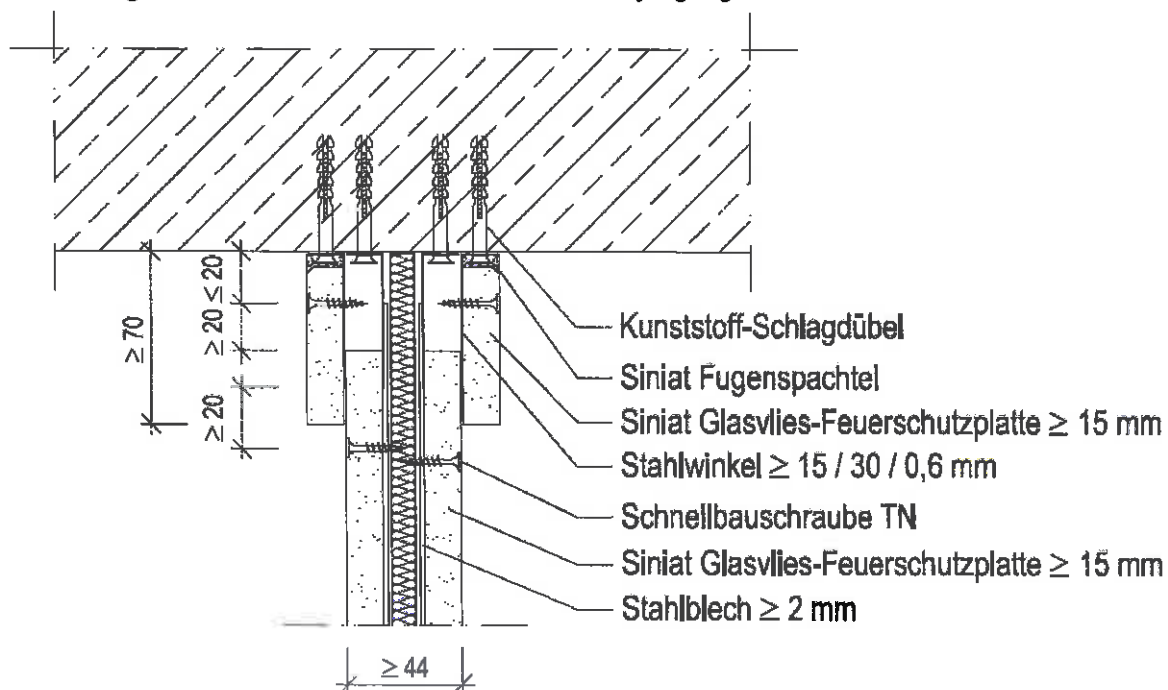 ≥ 70
≥ 20
≥ 20
≤ 20
Kunststoff-Schlagdübel
Siniat Fugenspachtel
Siniat Glasvlies-Feuerschutzplatte ≥ 15 mm
Stahlwinkel ≥ 15 / 30 / 0,6 mm
Schnellbauschraube TN
Siniat Glasvlies-Feuerschutzplatte ≥ 15 mm
Stahlblech ≥ 2 mm
≥ 44